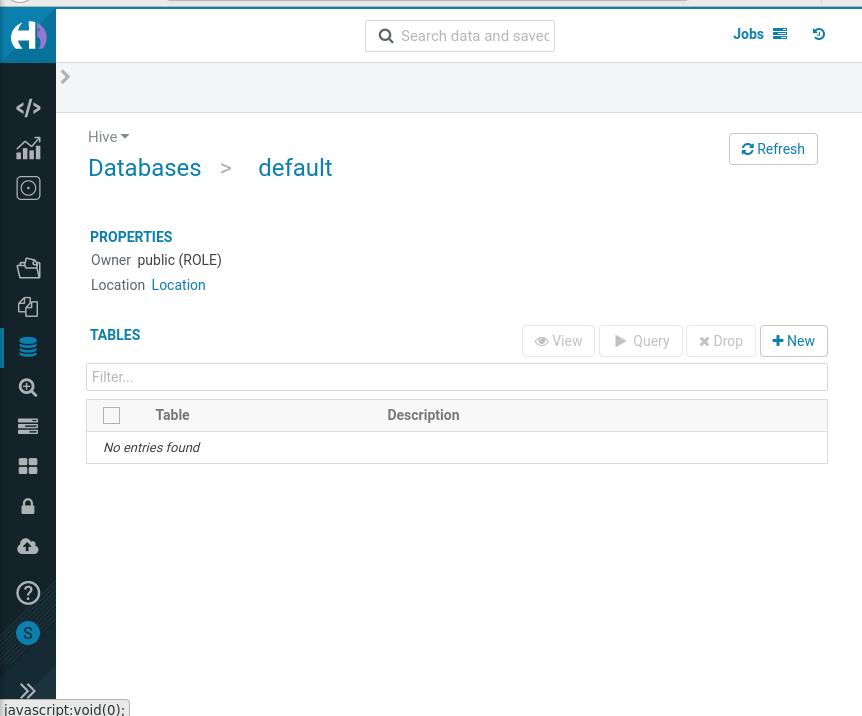 Search data and saved
Jobs
Hive
Databases > default
Refresh
PROPERTIES
Owner public (ROLE)
Location Location
TABLES
View Query Drop New
Filter...
Table Description
No entries found
S
javascript:void(0);